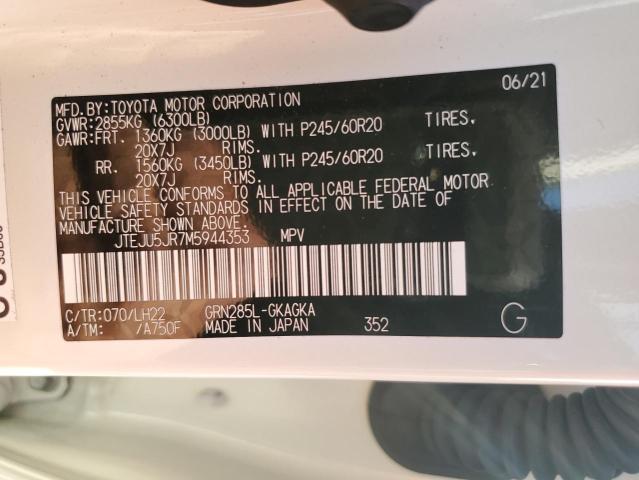 06/21
MFD.BY:TOYOTA MOTOR CORPORATION
GVWR:2855KG (6300LB)
GAWR:FRT. 1360KG (3000LB) WITH P245/60R20 TIRES.
20X7J RIMS.
RR. 1560KG (3450LB) WITH P245/60R20 TIRES.
20X7J RIMS.
THIS VEHICLE CONFORMS TO ALL APPLICABLE FEDERAL MOTOR
VEHICLE SAFETY STANDARDS IN EFFECT ON THE DATE OF
MANUFACTURE SHOWN ABOVE.
JTEJU5JR7M5944353 MPV
C/TR:070/LH22 GRN285L-GKAGKA
A/TM: /A750F MADE IN JAPAN 352 G